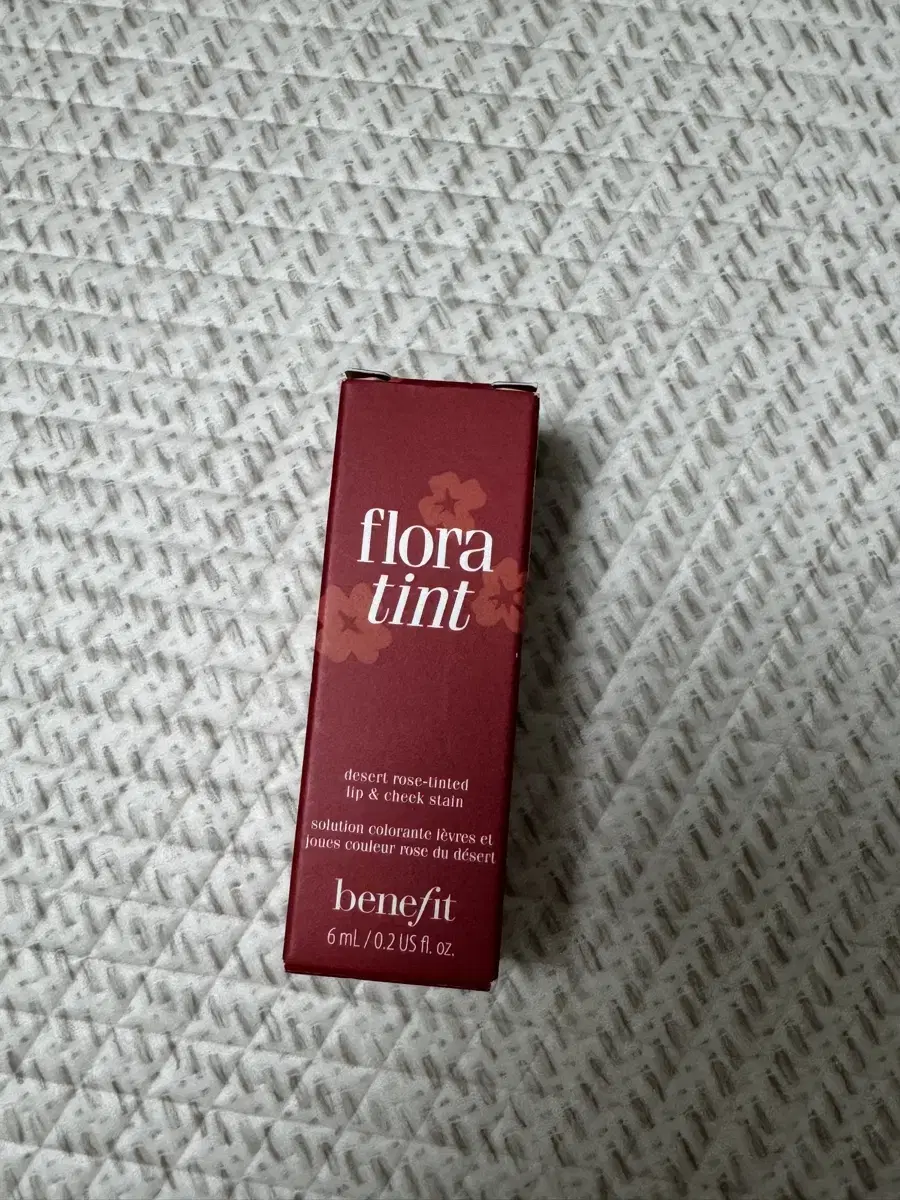 flora
tint
desert rose-tinted
lip & cheek stain
solution colorante lèvres et
joues couleur rose du désert
benefit
6 mL / 0.2 US fl. oz.